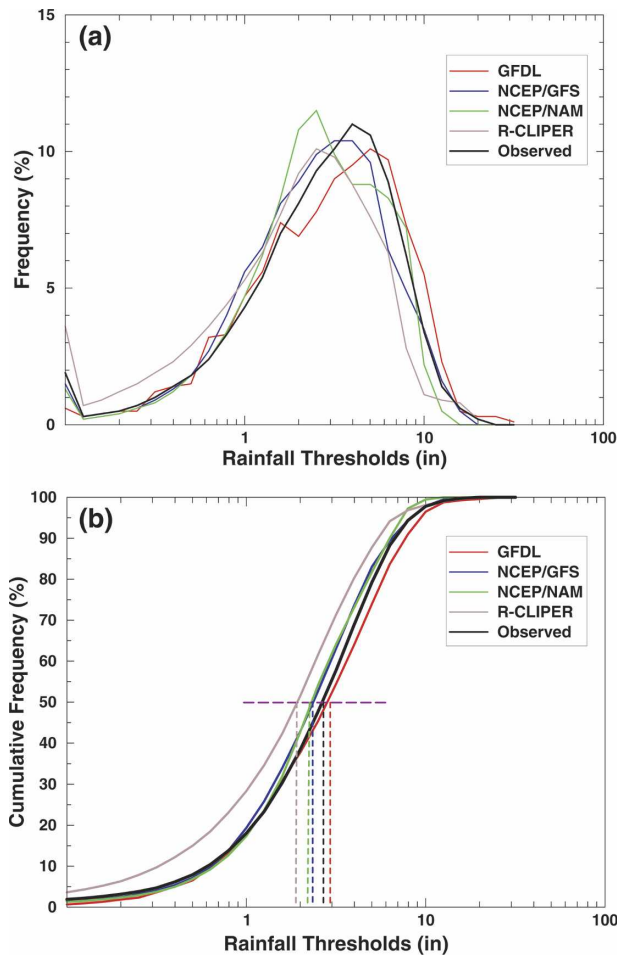 (a)
15
10
5
0
Frequency (%)
GFDL
NCEP/GFS
NCEP/NAM
R-CLIPER
Observed
1
10
100
Rainfall Thresholds (in)
(b)
100
90
80
70
60
50
40
30
20
10
0
Cumulative Frequency (%)
GFDL
NCEP/GFS
NCEP/NAM
R-CLIPER
Observed
1
10
100
Rainfall Thresholds (in)